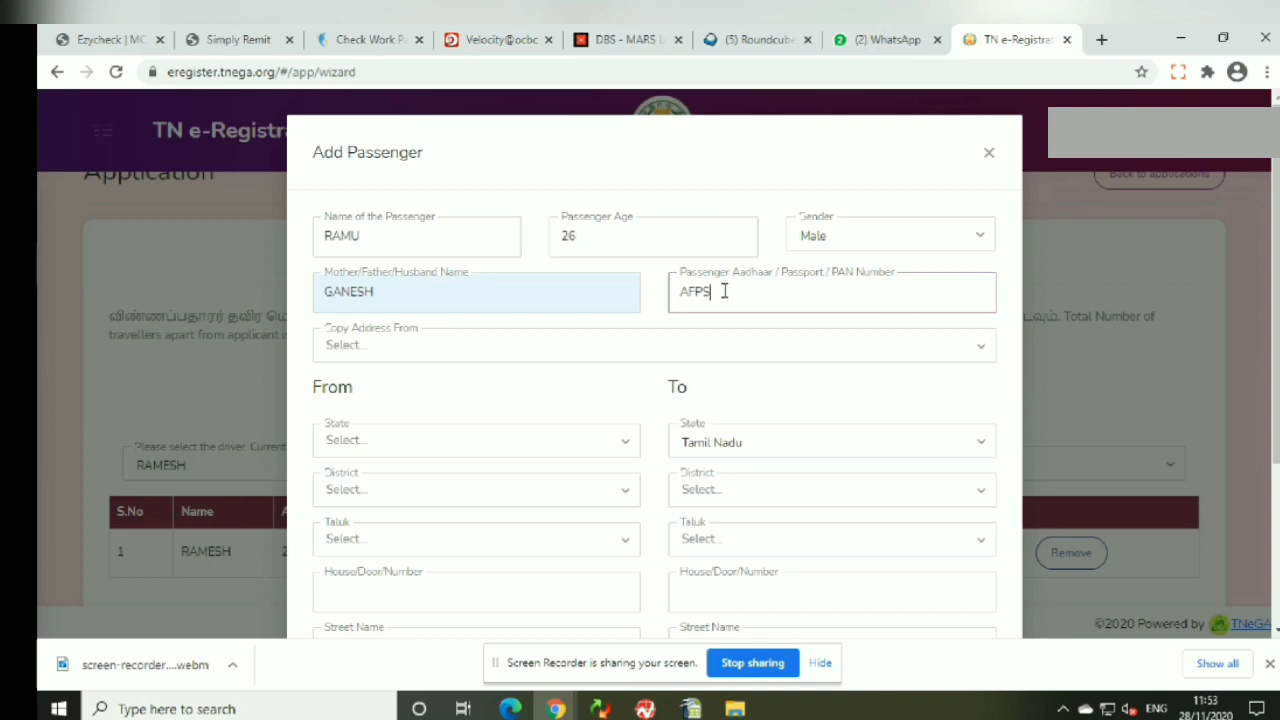 Ezycheck | MC
Simply Remit
Check Work P
Velocity@ocbc
DBS - MARS
(5) Roundcube
(2) WhatsApp
TN e-Registra
eregister.tnega.org/#/app/wizard
TN e-Registra
Application
Back to applications
Add Passenger
Name of the Passenger
RAMU
Passenger Age
26
Gender
Male
Mother/Father/Husband Name
GANESH
Passenger Aadhaar / Passport / PAN Number
AFPS
விண்ணப்பதாரர் தவிர
Total Number of
travellers apart from applicant is
Copy Address From
Select...
From
To
State
Select...
State
Tamil Nadu
Please select the driver. Current
RAMESH
District
Select...
District
Select...
S.No
Name
Taluk
Select...
Taluk
Select...
1
RAMESH
Remove
House/Door/Number
House/Door/Number
Street Name
Street Name
©2020 Powered by TNeGA
screen-recorder....webm
Screen Recorder is sharing your screen.
Stop sharing
Hide
Show all
Type here to search
ENG
11:53
28/11/2020